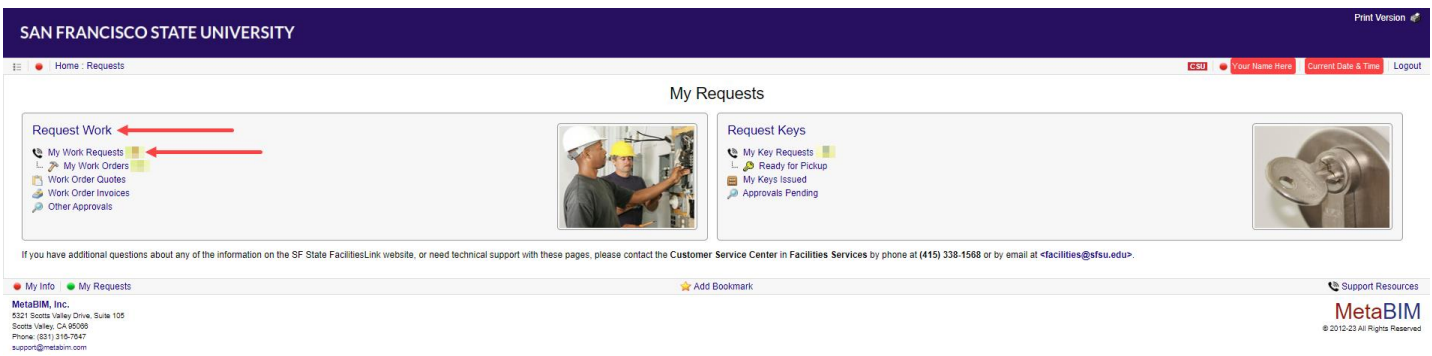 Print Version
SAN FRANCISCO STATE UNIVERSITY
Home : Requests
CSU Your Name Here Current Date & Time Logout
My Requests
Request Work
My Work Requests
My Work Orders
Work Order Quotes
Work Order Invoices
Other Approvals
Request Keys
My Key Requests
Ready for Pickup
My Keys Issued
Approvals Pending
If you have additional questions about any of the information on the SF State FacilitiesLink website, or need technical support with these pages, please contact the Customer Service Center in Facilities Services by phone at (415) 338-1568 or by email at <facilities@sfsu.edu>.
My Info My Requests Add Bookmark Support Resources
MetaBIM, Inc.
5321 Scotts Valley Drive, Suite 105
Scotts Valley, CA 95066
Phone: (831) 316-7647
support@metabim.com
MetaBIM
© 2012-23 All Rights Reserved